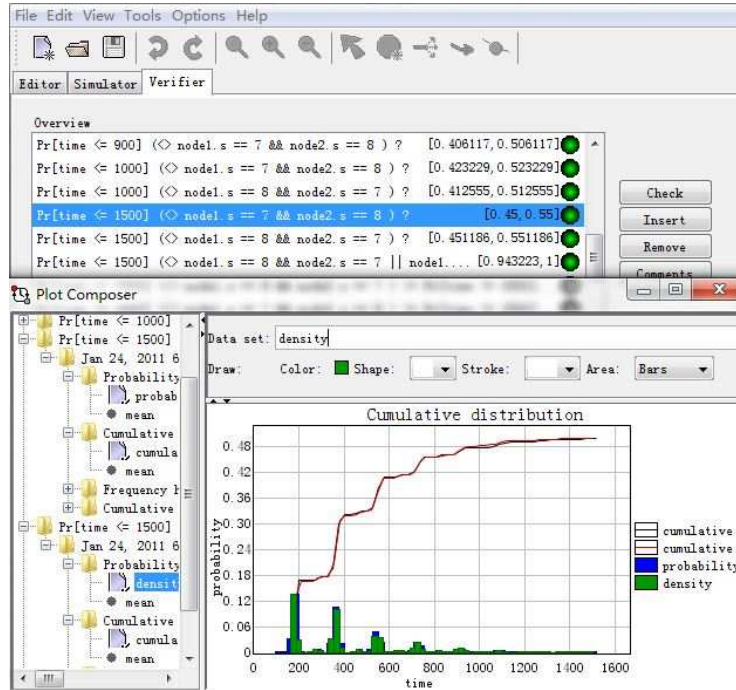 File Edit View Tools Options Help
Editor Simulator Verifier
Overview
Pr[time <= 900] (<> node1.s == 7 && node2.s == 8 ) ? [0.406117,0.506117]
Pr[time <= 1000] (<> node1.s == 7 && node2.s == 8 ) ? [0.423229,0.523229]
Pr[time <= 1000] (<> node1.s == 8 && node2.s == 7 ) ? [0.412555,0.512555]
Pr[time <= 1500] (<> node1.s == 7 && node2.s == 8 ) ? [0.45,0.55]
Pr[time <= 1500] (<> node1.s == 8 && node2.s == 7 ) ? [0.451186,0.551186]
Pr[time <= 1500] (<> node1.s == 8 && node2.s == 7 || node1.... [0.943223,1]
Check
Insert
Remove
Comments
Plot Composer
Pr[time <= 1000]
Pr[time <= 1500]
Jan 24, 2011 6
Probability
probab
mean
Cumulative
cumula
mean
Frequency h
Cumulative
Pr[time <= 1500]
Jan 24, 2011 6
Probability
densit
mean
Cumulative
cumula
mean
Data set: density
Draw: Color: Shape: Stroke: Area: Bars
Cumulative distribution
probability
0.48
0.42
0.36
0.30
0.24
0.18
0.12
0.06
0
0 200 400 600 800 1000 1200 1400 1600
time
cumulative
cumulative
probability
density